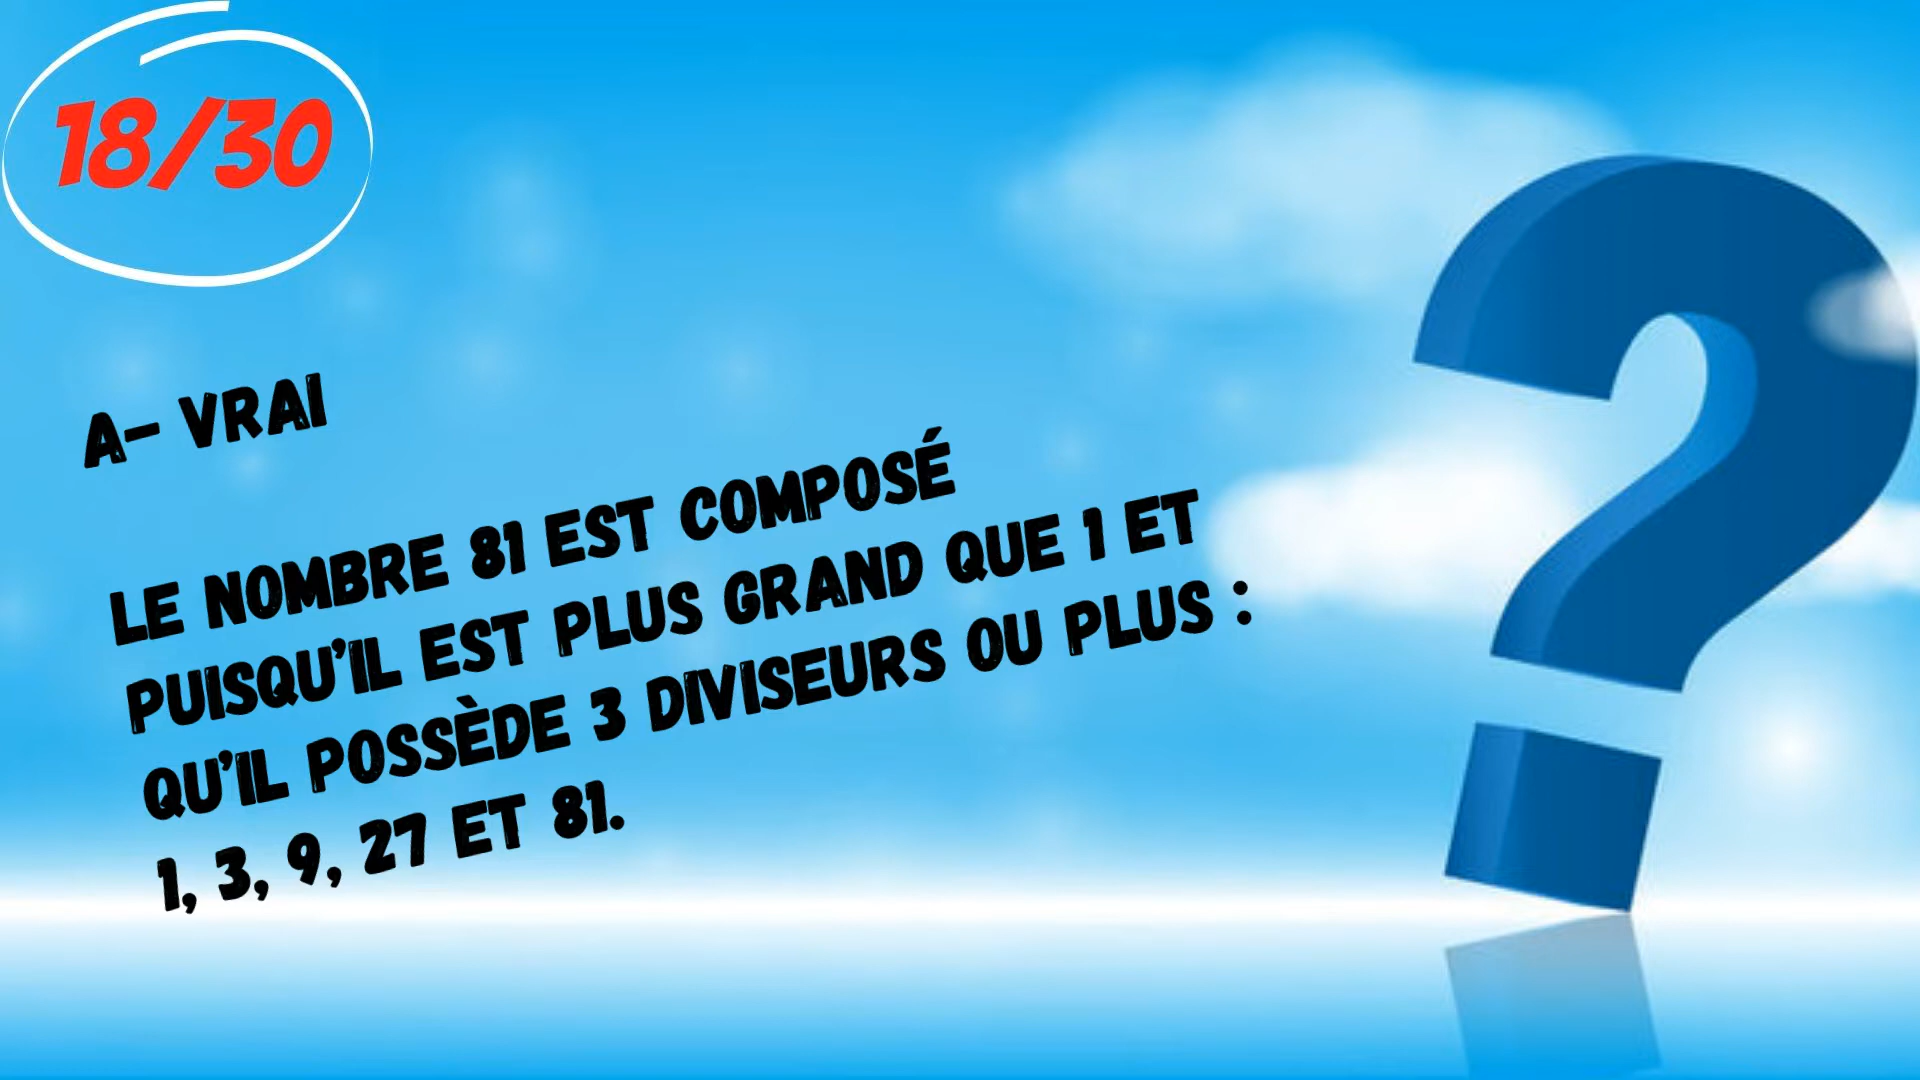 18/30
A- VRAI
LE NOMBRE 81 EST COMPOSÉ
PUISQU'IL EST PLUS GRAND QUE 1 ET
QU'IL POSSÈDE 3 DIVISEURS OU PLUS :
1, 3, 9, 27 ET 81.